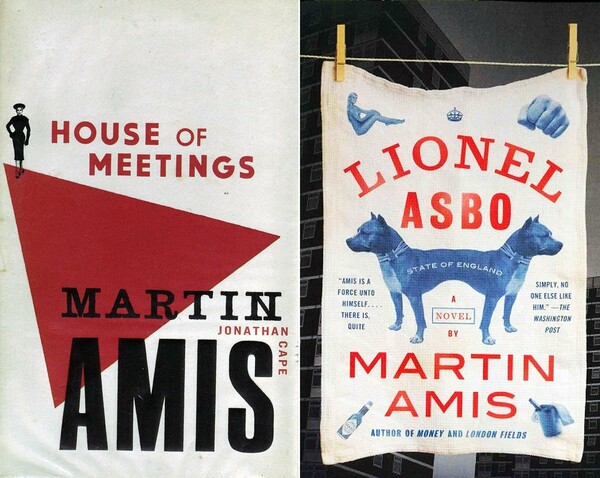 HOUSE OF
MEETINGS
MARTIN
JONATHAN
CAPE
AMIS
LIONEL
ASBO
STATE OF ENGLAND
"AMIS IS A
FORCE UNTO
HIMSELF....
THERE IS,
QUITE
SIMPLY, NO
ONE ELSE LIKE
HIM."—THE
WASHINGTON
POST
A
NOVEL
BY
MARTIN
AMIS
AUTHOR OF MONEY AND LONDON FIELDS